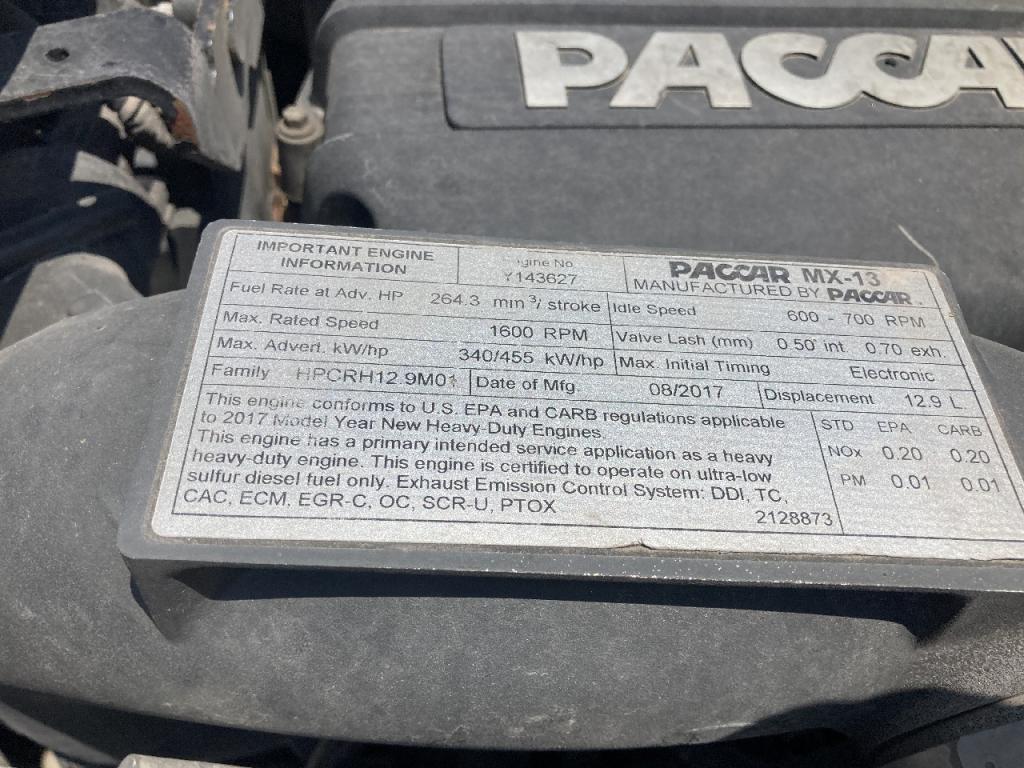 PACCA
IMPORTANT ENGINE
INFORMATION
gine No.
Y143627
PACCAR MX-13
MANUFACTURED BY PACCAR.
Fuel Rate at Adv. HP 264.3 mm³/ stroke
Idle Speed 600 - 700 RPM
Max. Rated Speed 1600 RPM
Valve Lash (mm) 0.50 int. 0.70 exh.
Max. Advert. kW/hp 340/455 kW/hp
Max. Initial Timing Electronic
Family HPCRH12.9M01
Date of Mfg. 08/2017
Displacement 12.9 L
This engine conforms to U.S. EPA and CARB regulations applicable
to 2017 Model Year New Heavy-Duty Engines.
This engine has a primary intended service application as a heavy
heavy-duty engine. This engine is certified to operate on ultra-low
sulfur diesel fuel only. Exhaust Emission Control System: DDI, TC,
CAC, ECM, EGR-C, OC, SCR-U, PTOX
2128873
STD EPA CARB
NOx 0.20 0.20
PM 0.01 0.01